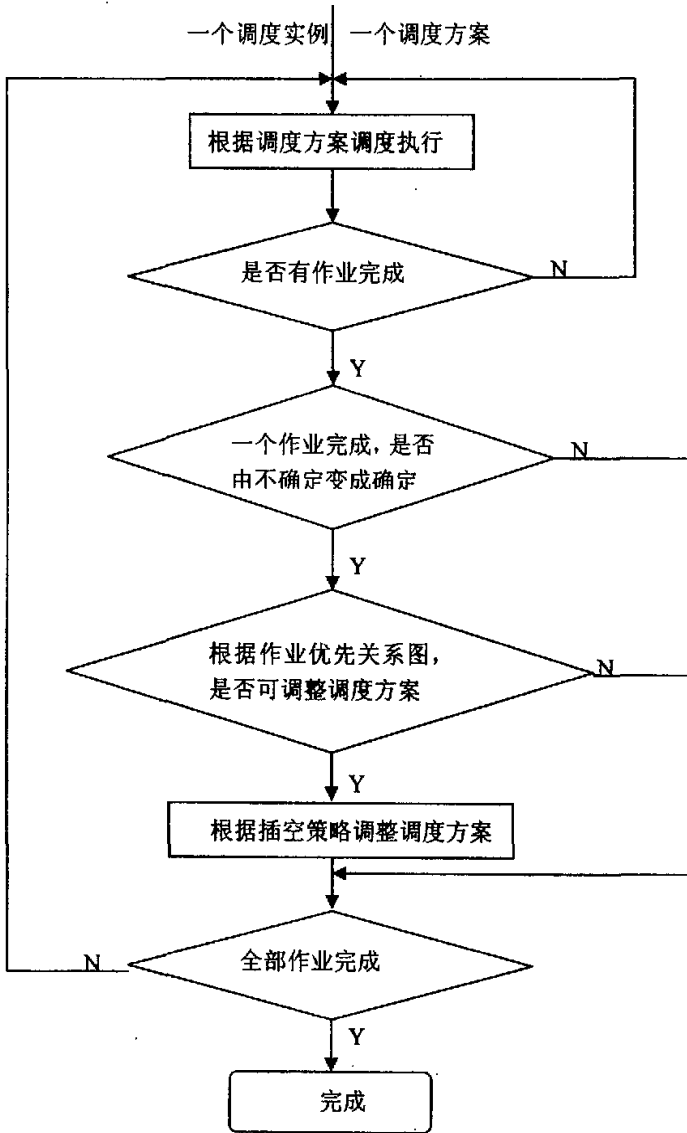 一个调度实例 一个调度方案
根据调度方案调度执行
是否有作业完成
N
Y
一个作业完成,是否
由不确定变成确定
N
Y
根据作业优先关系图,
是否可调整调度方案
N
Y
根据插空策略调整调度方案
全部作业完成
N
Y
完成